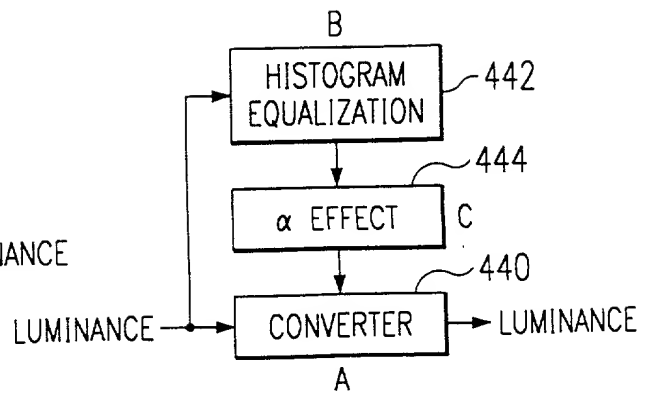 B
HISTOGRAM
EQUALIZATION
442
444
α EFFECT
C
NANCE
440
LUMINANCE
CONVERTER
LUMINANCE
A